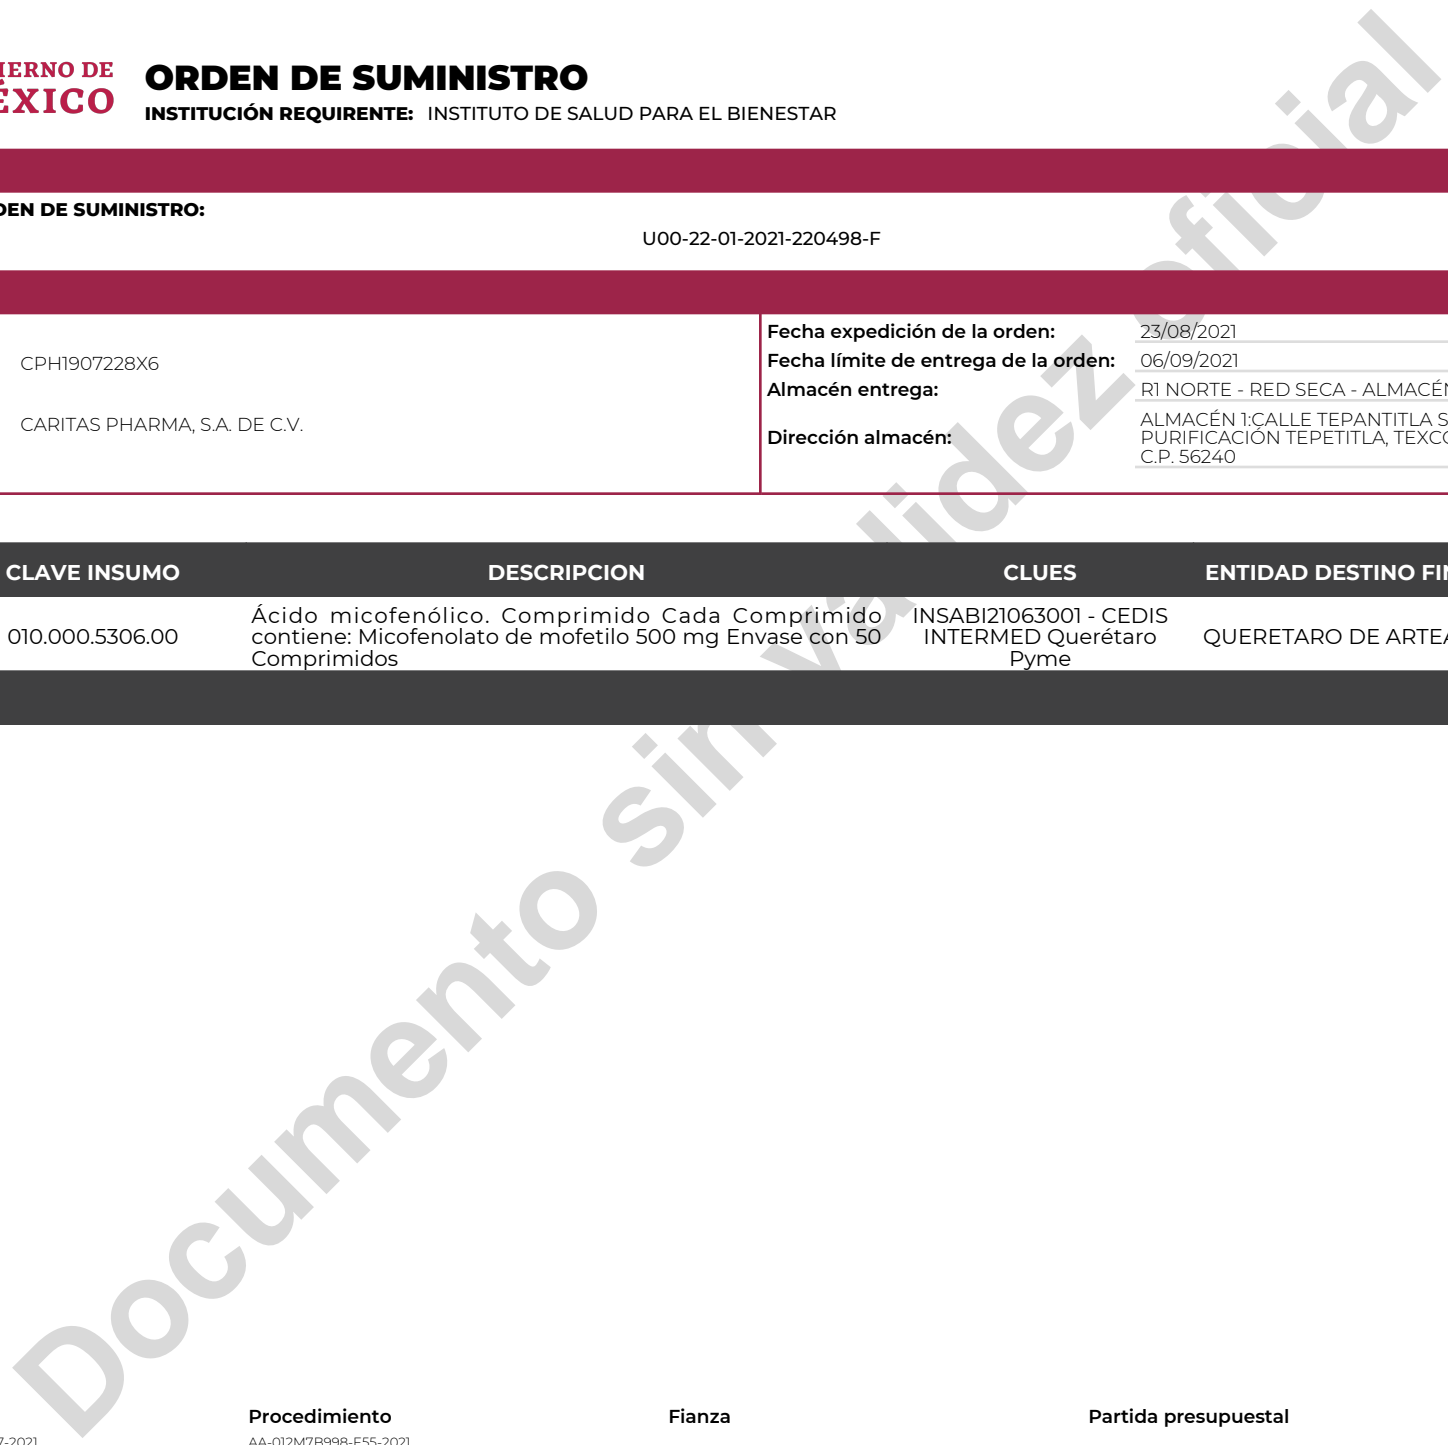 ORDEN DE SUMINISTRO
INSTITUCIÓN REQUIRENTE: INSTITUTO DE SALUD PARA EL BIENESTAR
DE
ÉXICO
DE SUMINISTRO:
U00-22-01-2021-220498-F
CPH1907228X6
CARITAS PHARMA, S.A. DE C.V.
Fecha expedición de la orden: 23/08/2021
Fecha límite de entrega de la orden: 06/09/2021
Almacén entrega: R1 NORTE - RED SECA - ALMACÉN
Dirección almacén:
ALMACÉN 1:CALLE TEPANTITLA
PURIFICACIÓN TEPETITLA,
C.P. 56240
CLAVE INSUMO DESCRIPCION CLUES ENTIDAD DESTINO
010.000.5306.00
Ácido micofenólico. Comprimido Cada Comprimido
contiene: Micofenolato de mofetilo 500 mg Envase con 50
Comprimidos
INSABI21063001 - CEDIS
INTERMED Querétaro
Pyme
QUERETARO DE
Documento sin validez oficial
Procedimiento Fianza Partida presupuestal
AA-012M7B998-E55-2021